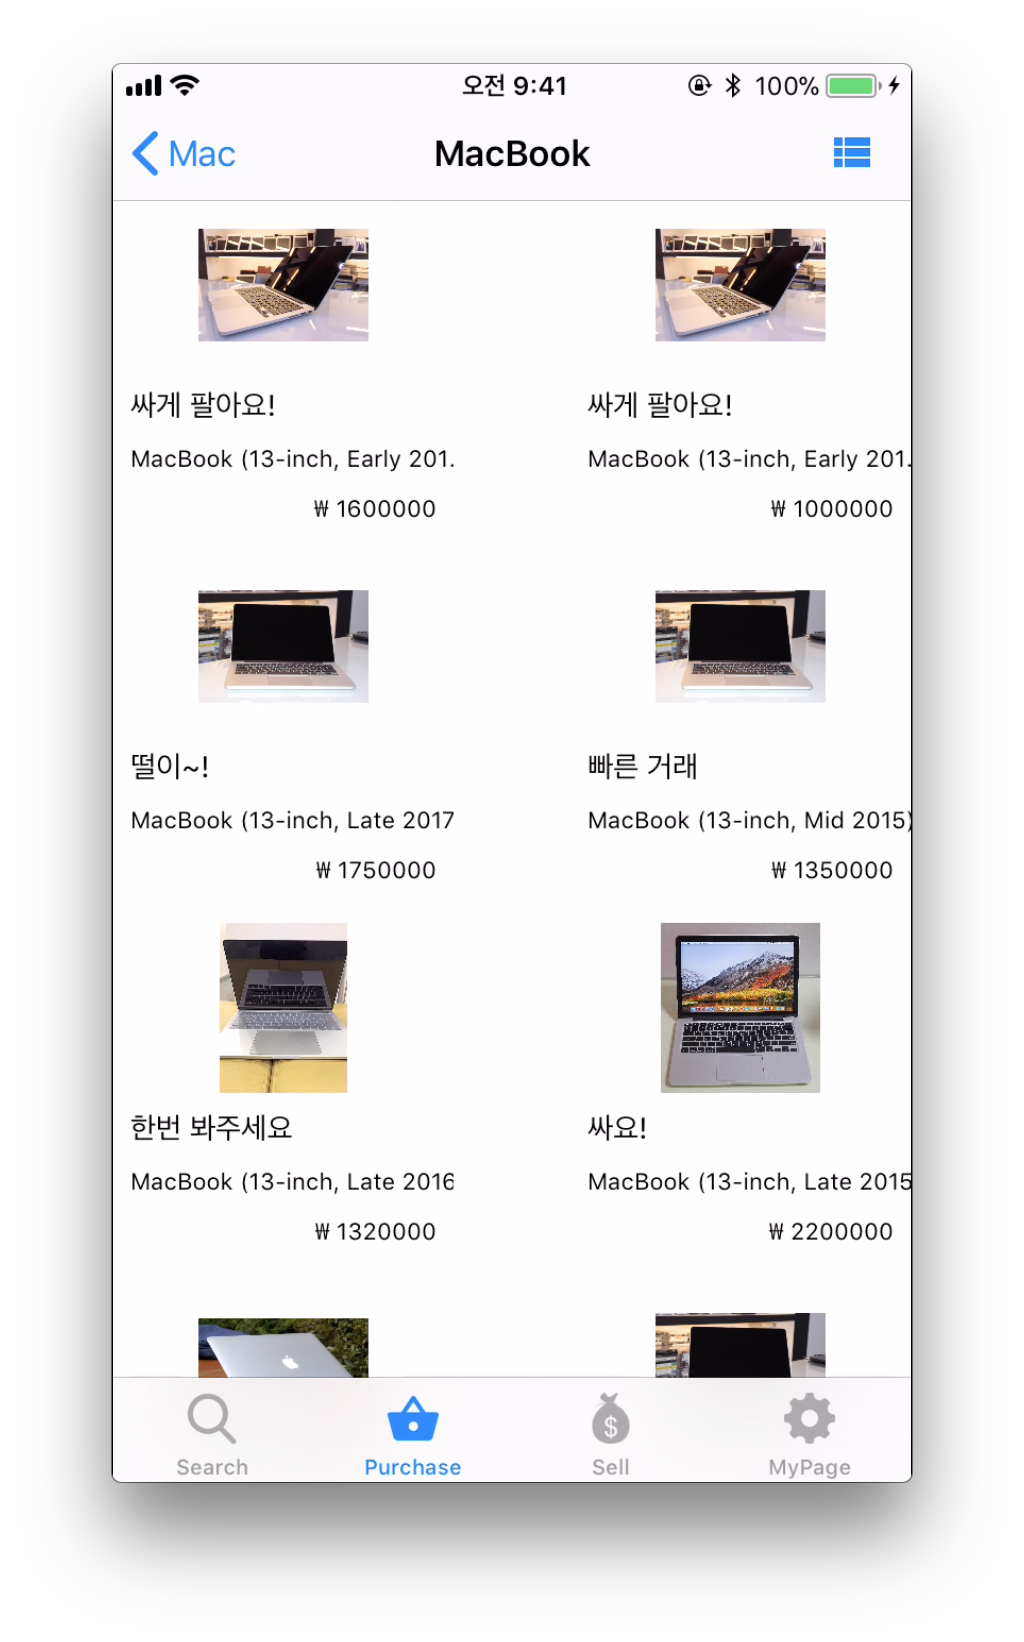 오전 9:41
100%
Mac
MacBook
싸게 팔아요!
싸게 팔아요!
MacBook (13-inch, Early 201.
MacBook (13-inch, Early 201.
₩ 1600000
₩ 1000000
떨이~!
빠른 거래
MacBook (13-inch, Late 2017
MacBook (13-inch, Mid 2015)
₩ 1750000
₩ 1350000
한번 봐주세요
싸요!
MacBook (13-inch, Late 2016
MacBook (13-inch, Late 2015
₩ 1320000
₩ 2200000
$
Search
Purchase
Sell
MyPage